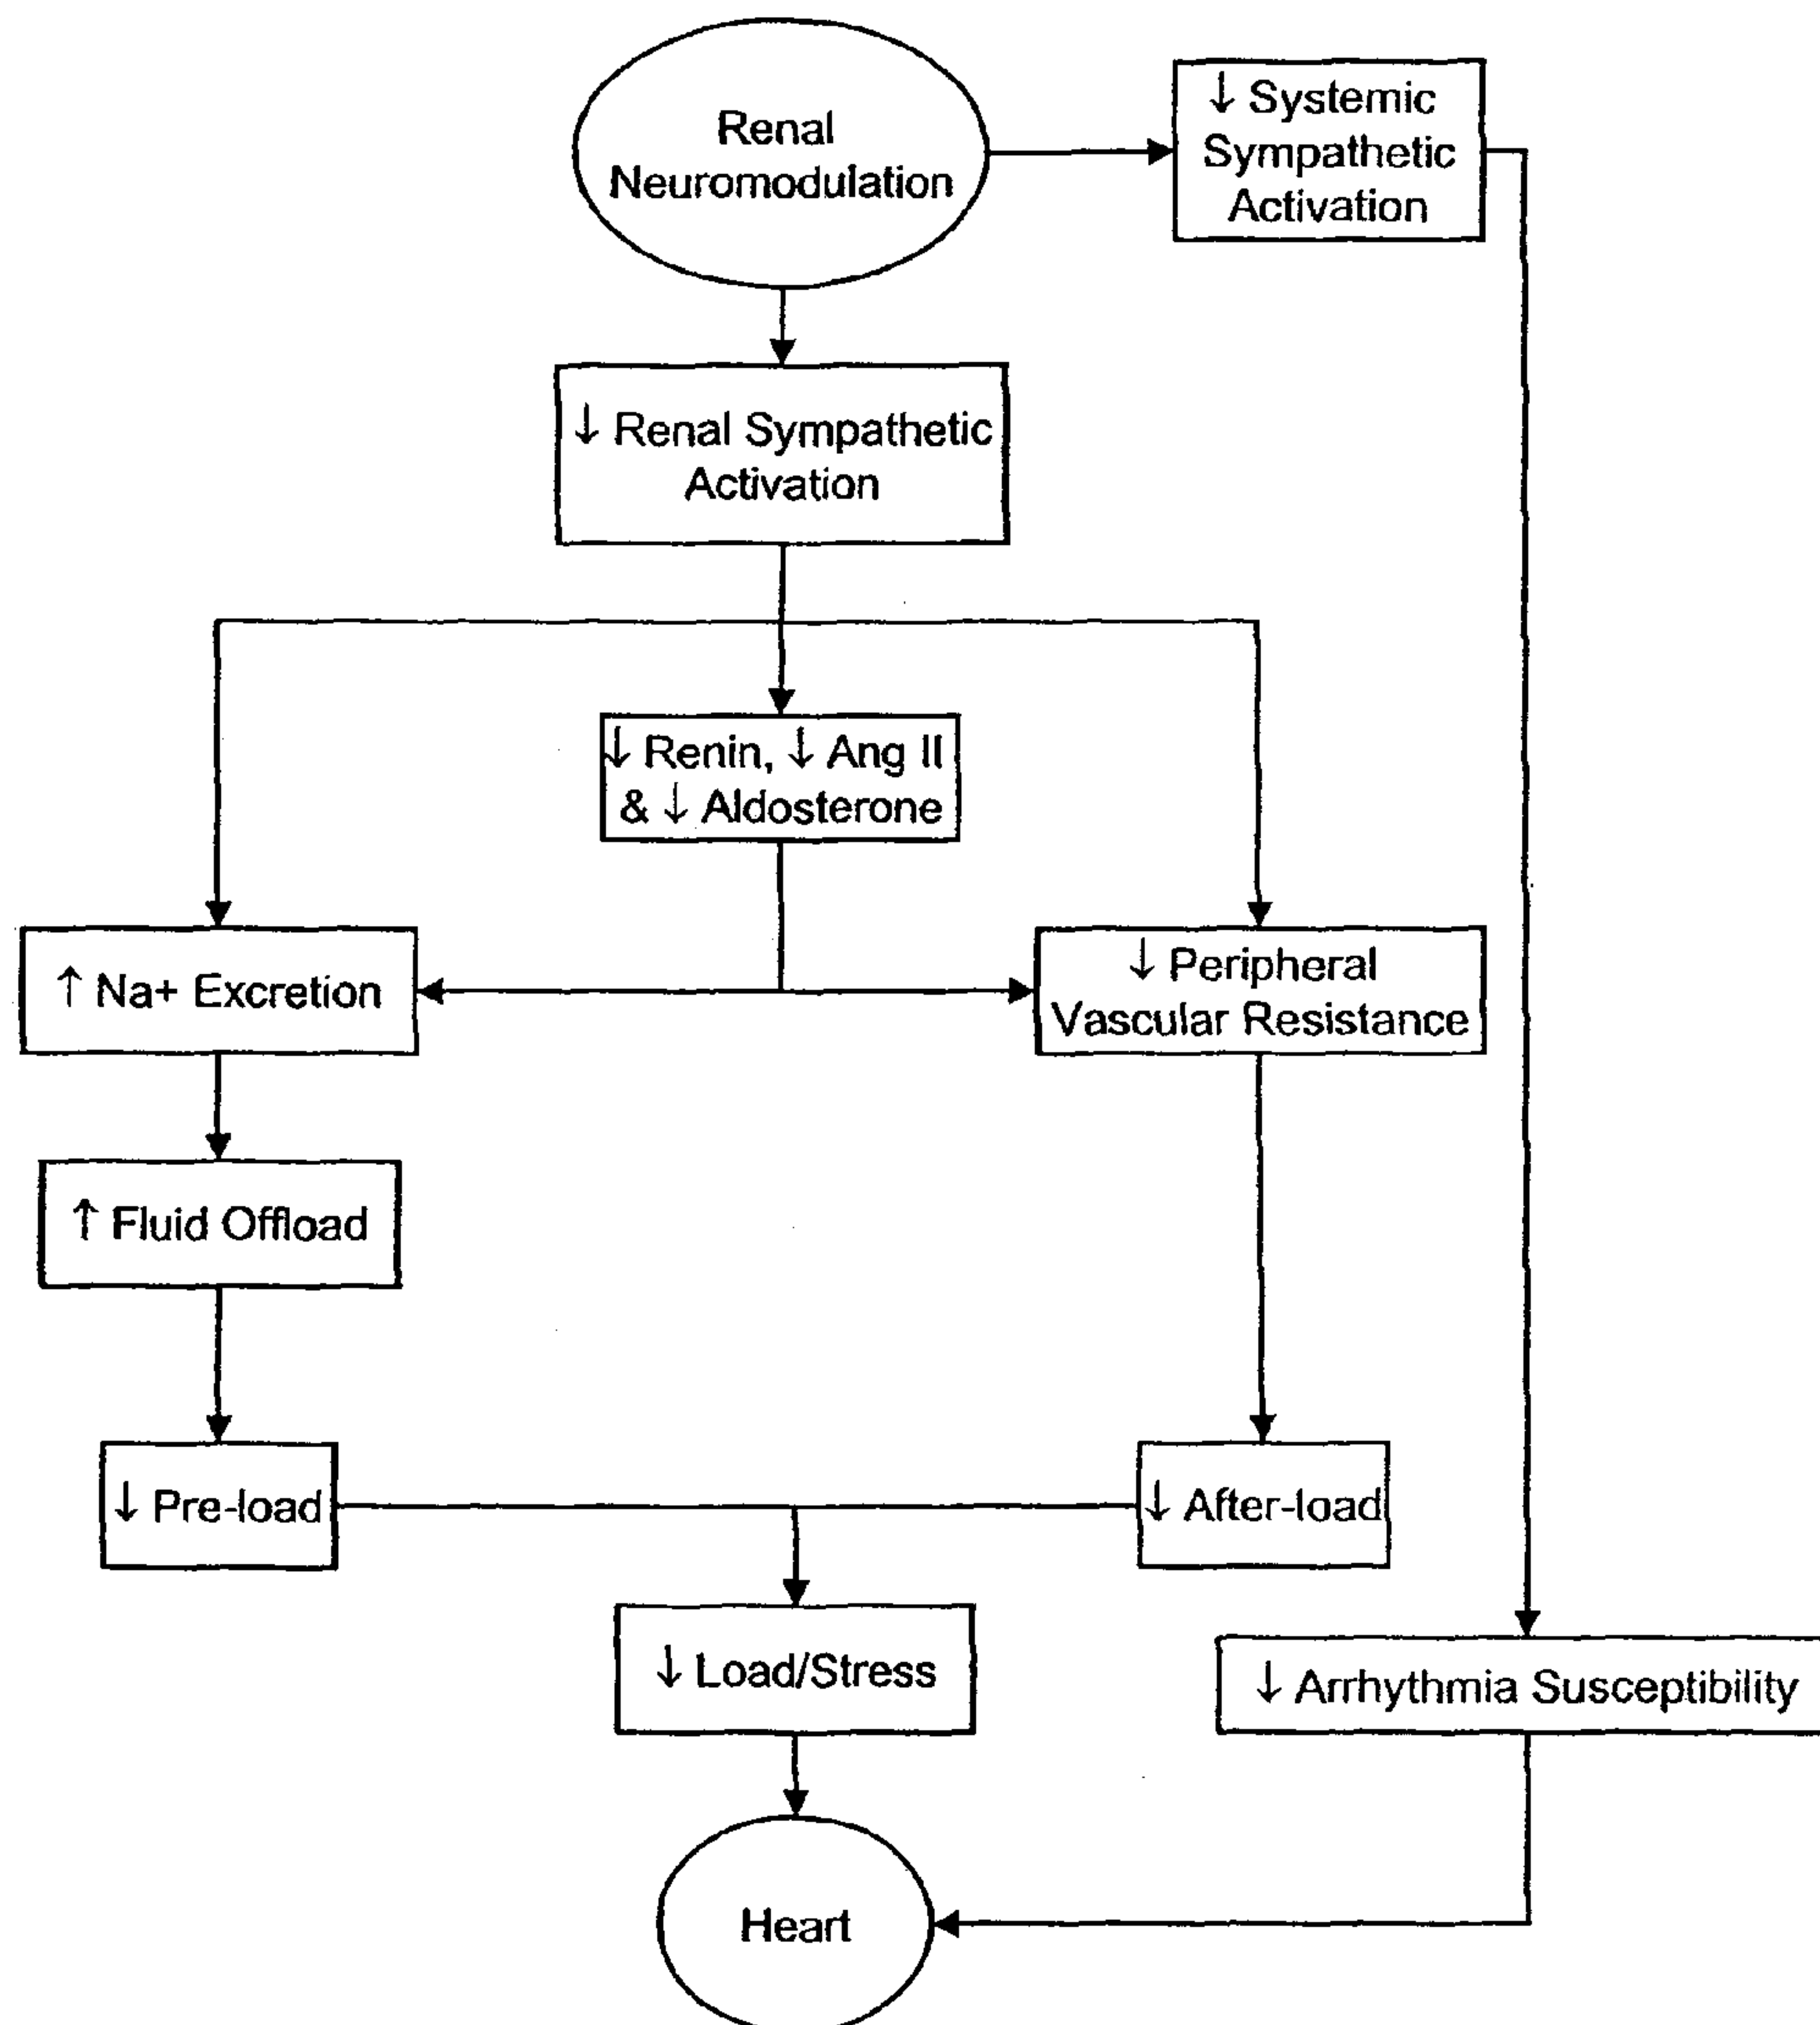 Renal
Neuromodulation
↓ Systemic
Sympathetic
Activation
↓ Renal Sympathetic
Activation
↓ Renin, ↓ Ang II
& ↓ Aldosterone
↑ Na+ Excretion
↓ Peripheral
Vascular Resistance
↑ Fluid Offload
↓ Pre-load
↓ After-load
↓ Load/Stress
↓ Arrhythmia Susceptibility
Heart